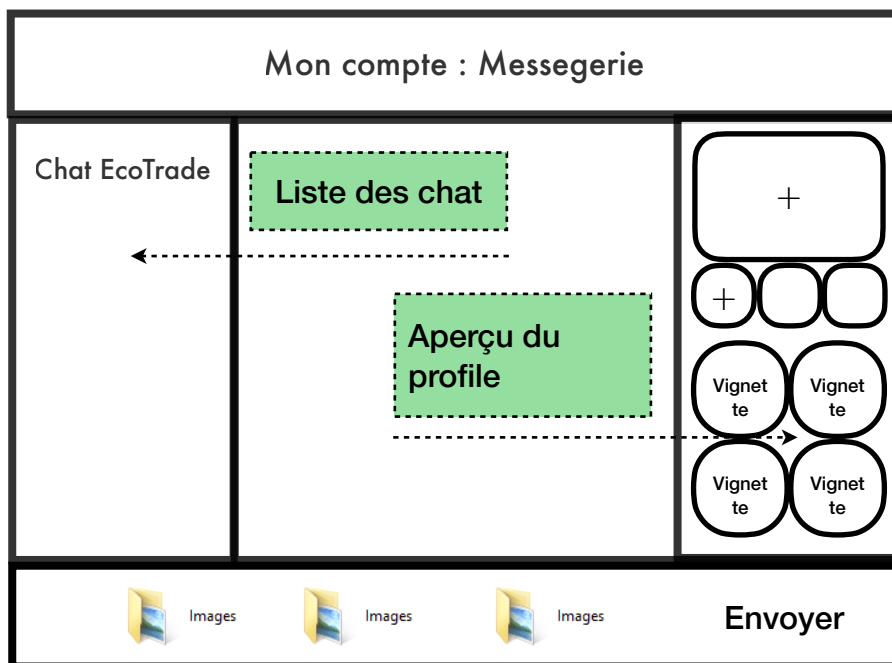 Mon compte : Messegerie
Chat EcoTrade
Liste des chat
Aperçu du
profile
+
+
Vignet
te
Vignet
te
Vignet
te
Vignet
te
Images
Images
Images
Envoyer